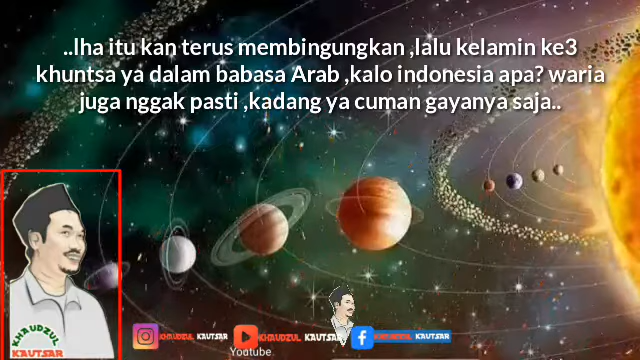 ..lha itu kan terus membingungkan ,lalu kelamin ke3
khuntsa ya dalam babasa Arab ,kalo indonesia apa? waria
juga nggak pasti ,kadang ya cuman gayanya saja..
KHAUDZUL
KAUTSAR
KHAUDZUL KAUTSAR
KHAUDZUL KAUTSAR
Youtube
KHAUDZUL KAUTSAR